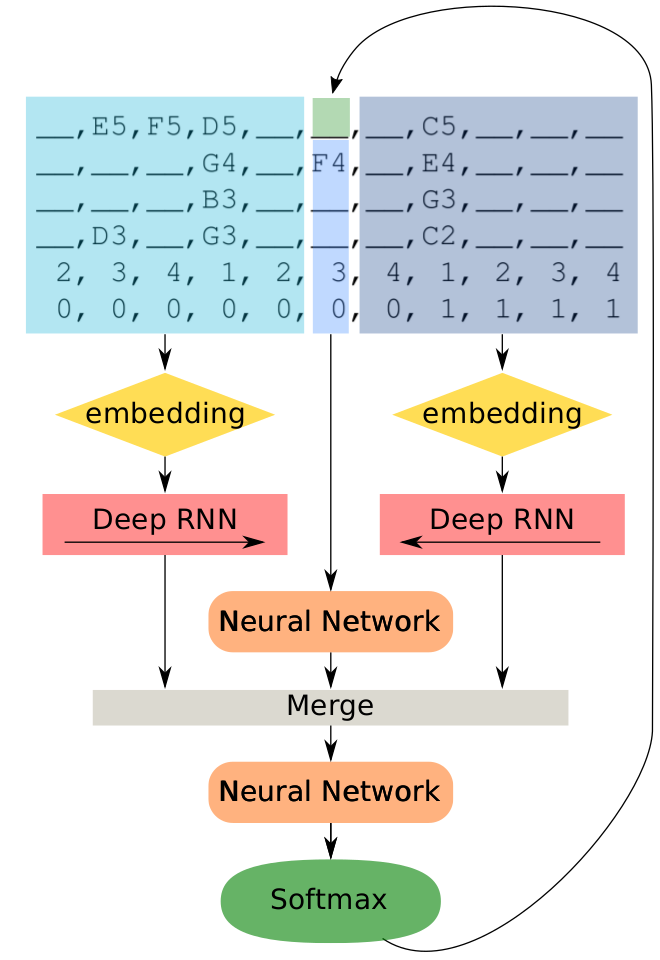 __,E5,F5,D5,__,__,__,C5,__,__,__
__,__,__,G4,__,F4,__,E4,__,__,__
__,__,__,B3,__,__,__,G3,__,__,__
__,D3,__,G3,__,__,__,C2,__,__,__
2, 3, 4, 1, 2, 3, 4, 1, 2, 3, 4
0, 0, 0, 0, 0, 0, 0, 1, 1, 1, 1
embedding embedding
Deep RNN Deep RNN
Neural Network
Merge
Neural Network
Softmax